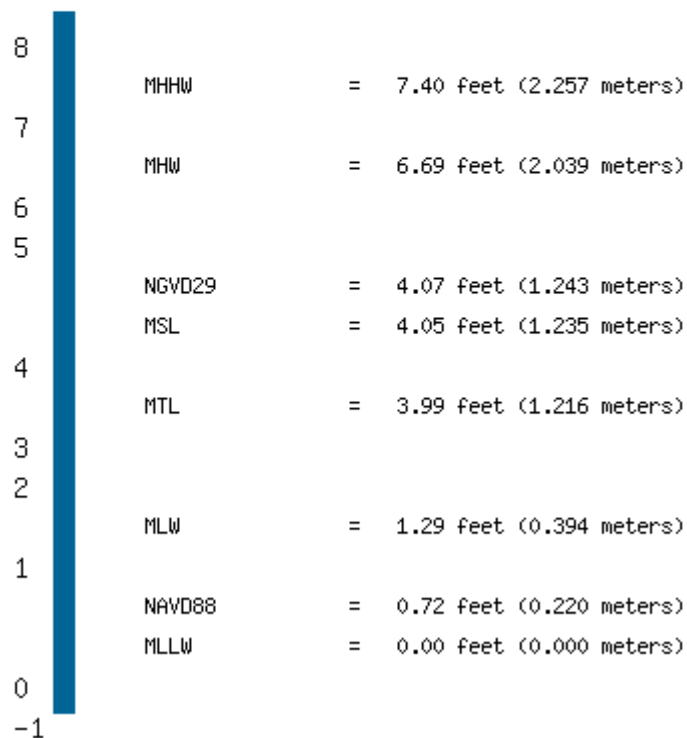 8
MHHW = 7.40 feet (2.257 meters)
7
MHW = 6.69 feet (2.039 meters)
6
5
NGVD29 = 4.07 feet (1.243 meters)
MSL = 4.05 feet (1.235 meters)
4
MTL = 3.99 feet (1.216 meters)
3
2
MLW = 1.29 feet (0.394 meters)
1
NAVD88 = 0.72 feet (0.220 meters)
MLLW = 0.00 feet (0.000 meters)
0
-1